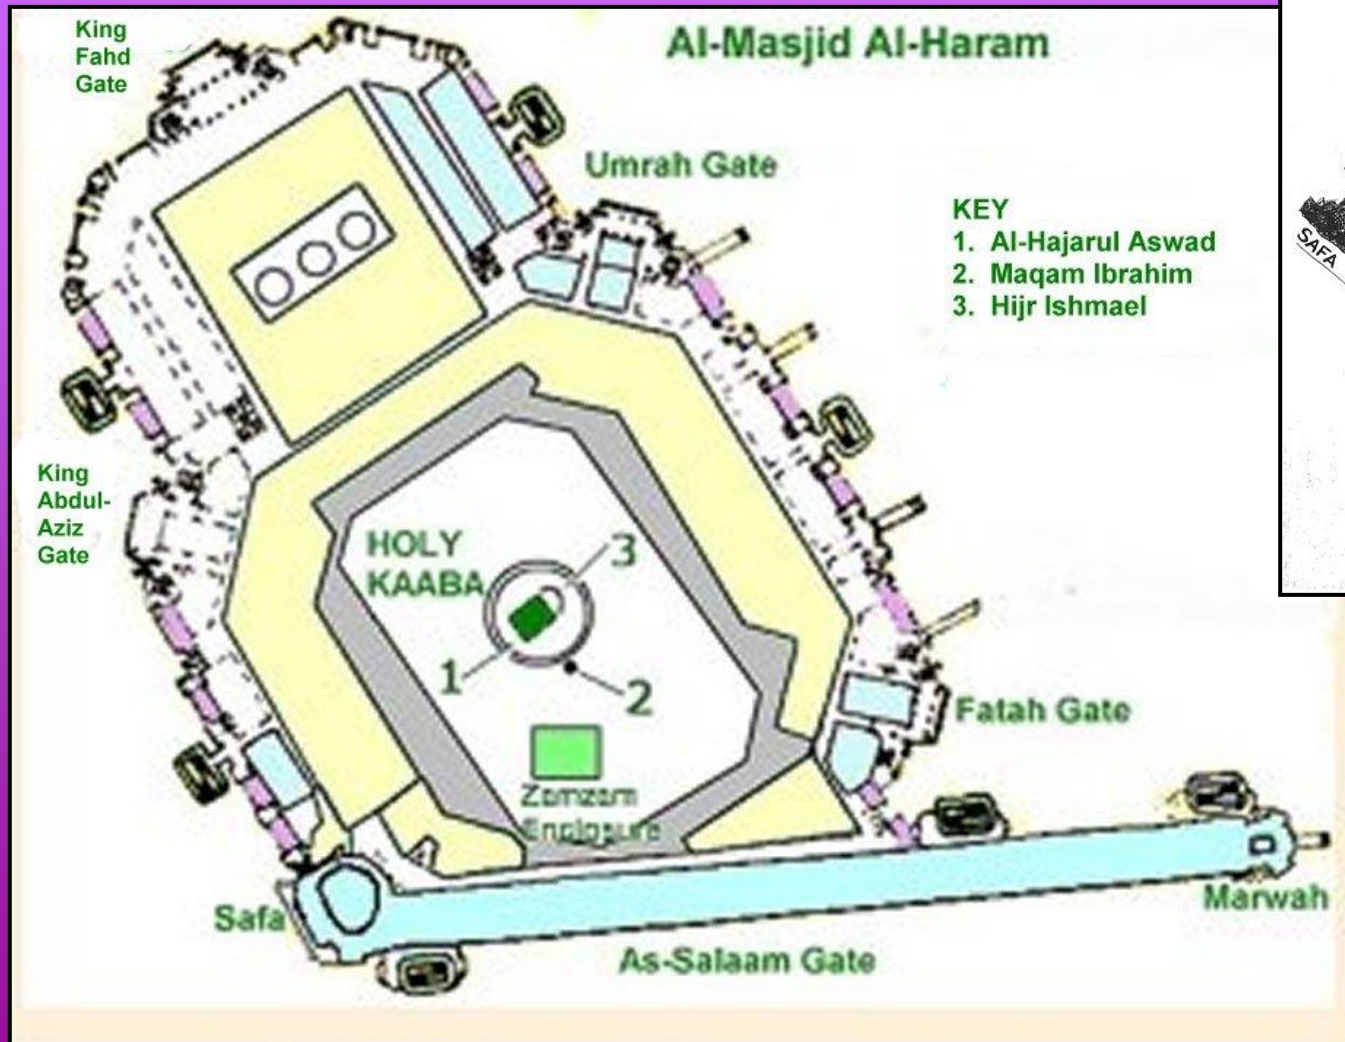 King
Fahd
Gate
Al-Masjid Al-Haram
Umrah Gate
KEY
1. Al-Hajarul Aswad
2. Maqam Ibrahim
3. Hijr Ishmael
SAFA
King
Abdul-
Aziz
Gate
HOLY
KAABA
3
1
2
Zamzam
Enclosure
Fatah Gate
Safa
Marwah
As-Salaam Gate